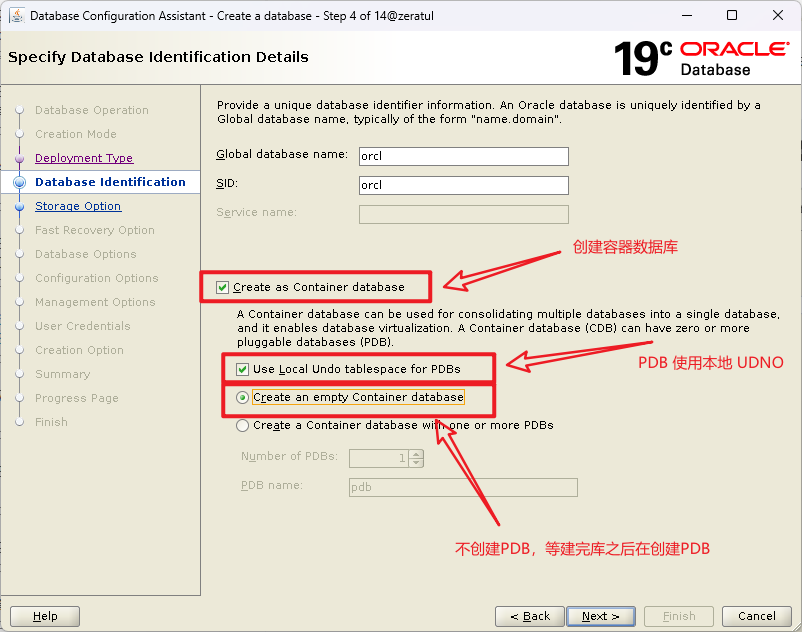 Database Configuration Assistant - Create a database - Step 4 of 14@zeratul
Specify Database Identification Details
19c ORACLE
Database
Database Operation
Creation Mode
Deployment Type
Database Identification
Storage Option
Fast Recovery Option
Database Options
Configuration Options
Management Options
User Credentials
Creation Option
Summary
Progress Page
Finish
Provide a unique database identifier information. An Oracle database is uniquely identified by a
Global database name, typically of the form "name.domain".
Global database name: orcl
SID: orcl
Service name:
创建容器数据库
Create as Container database
A Container database can be used for consolidating multiple databases into a single database,
and it enables database virtualization. A Container database (CDB) can have zero or more
pluggable databases (PDB).
PDB 使用本地 UDNO
Use Local Undo tablespace for PDBs
Create an empty Container database
Create a Container database with one or more PDBs
Number of PDBs: 1
PDB name: pdb
不创建PDB，等建完库之后在创建PDB
Help
< Back
Next >
Finish
Cancel